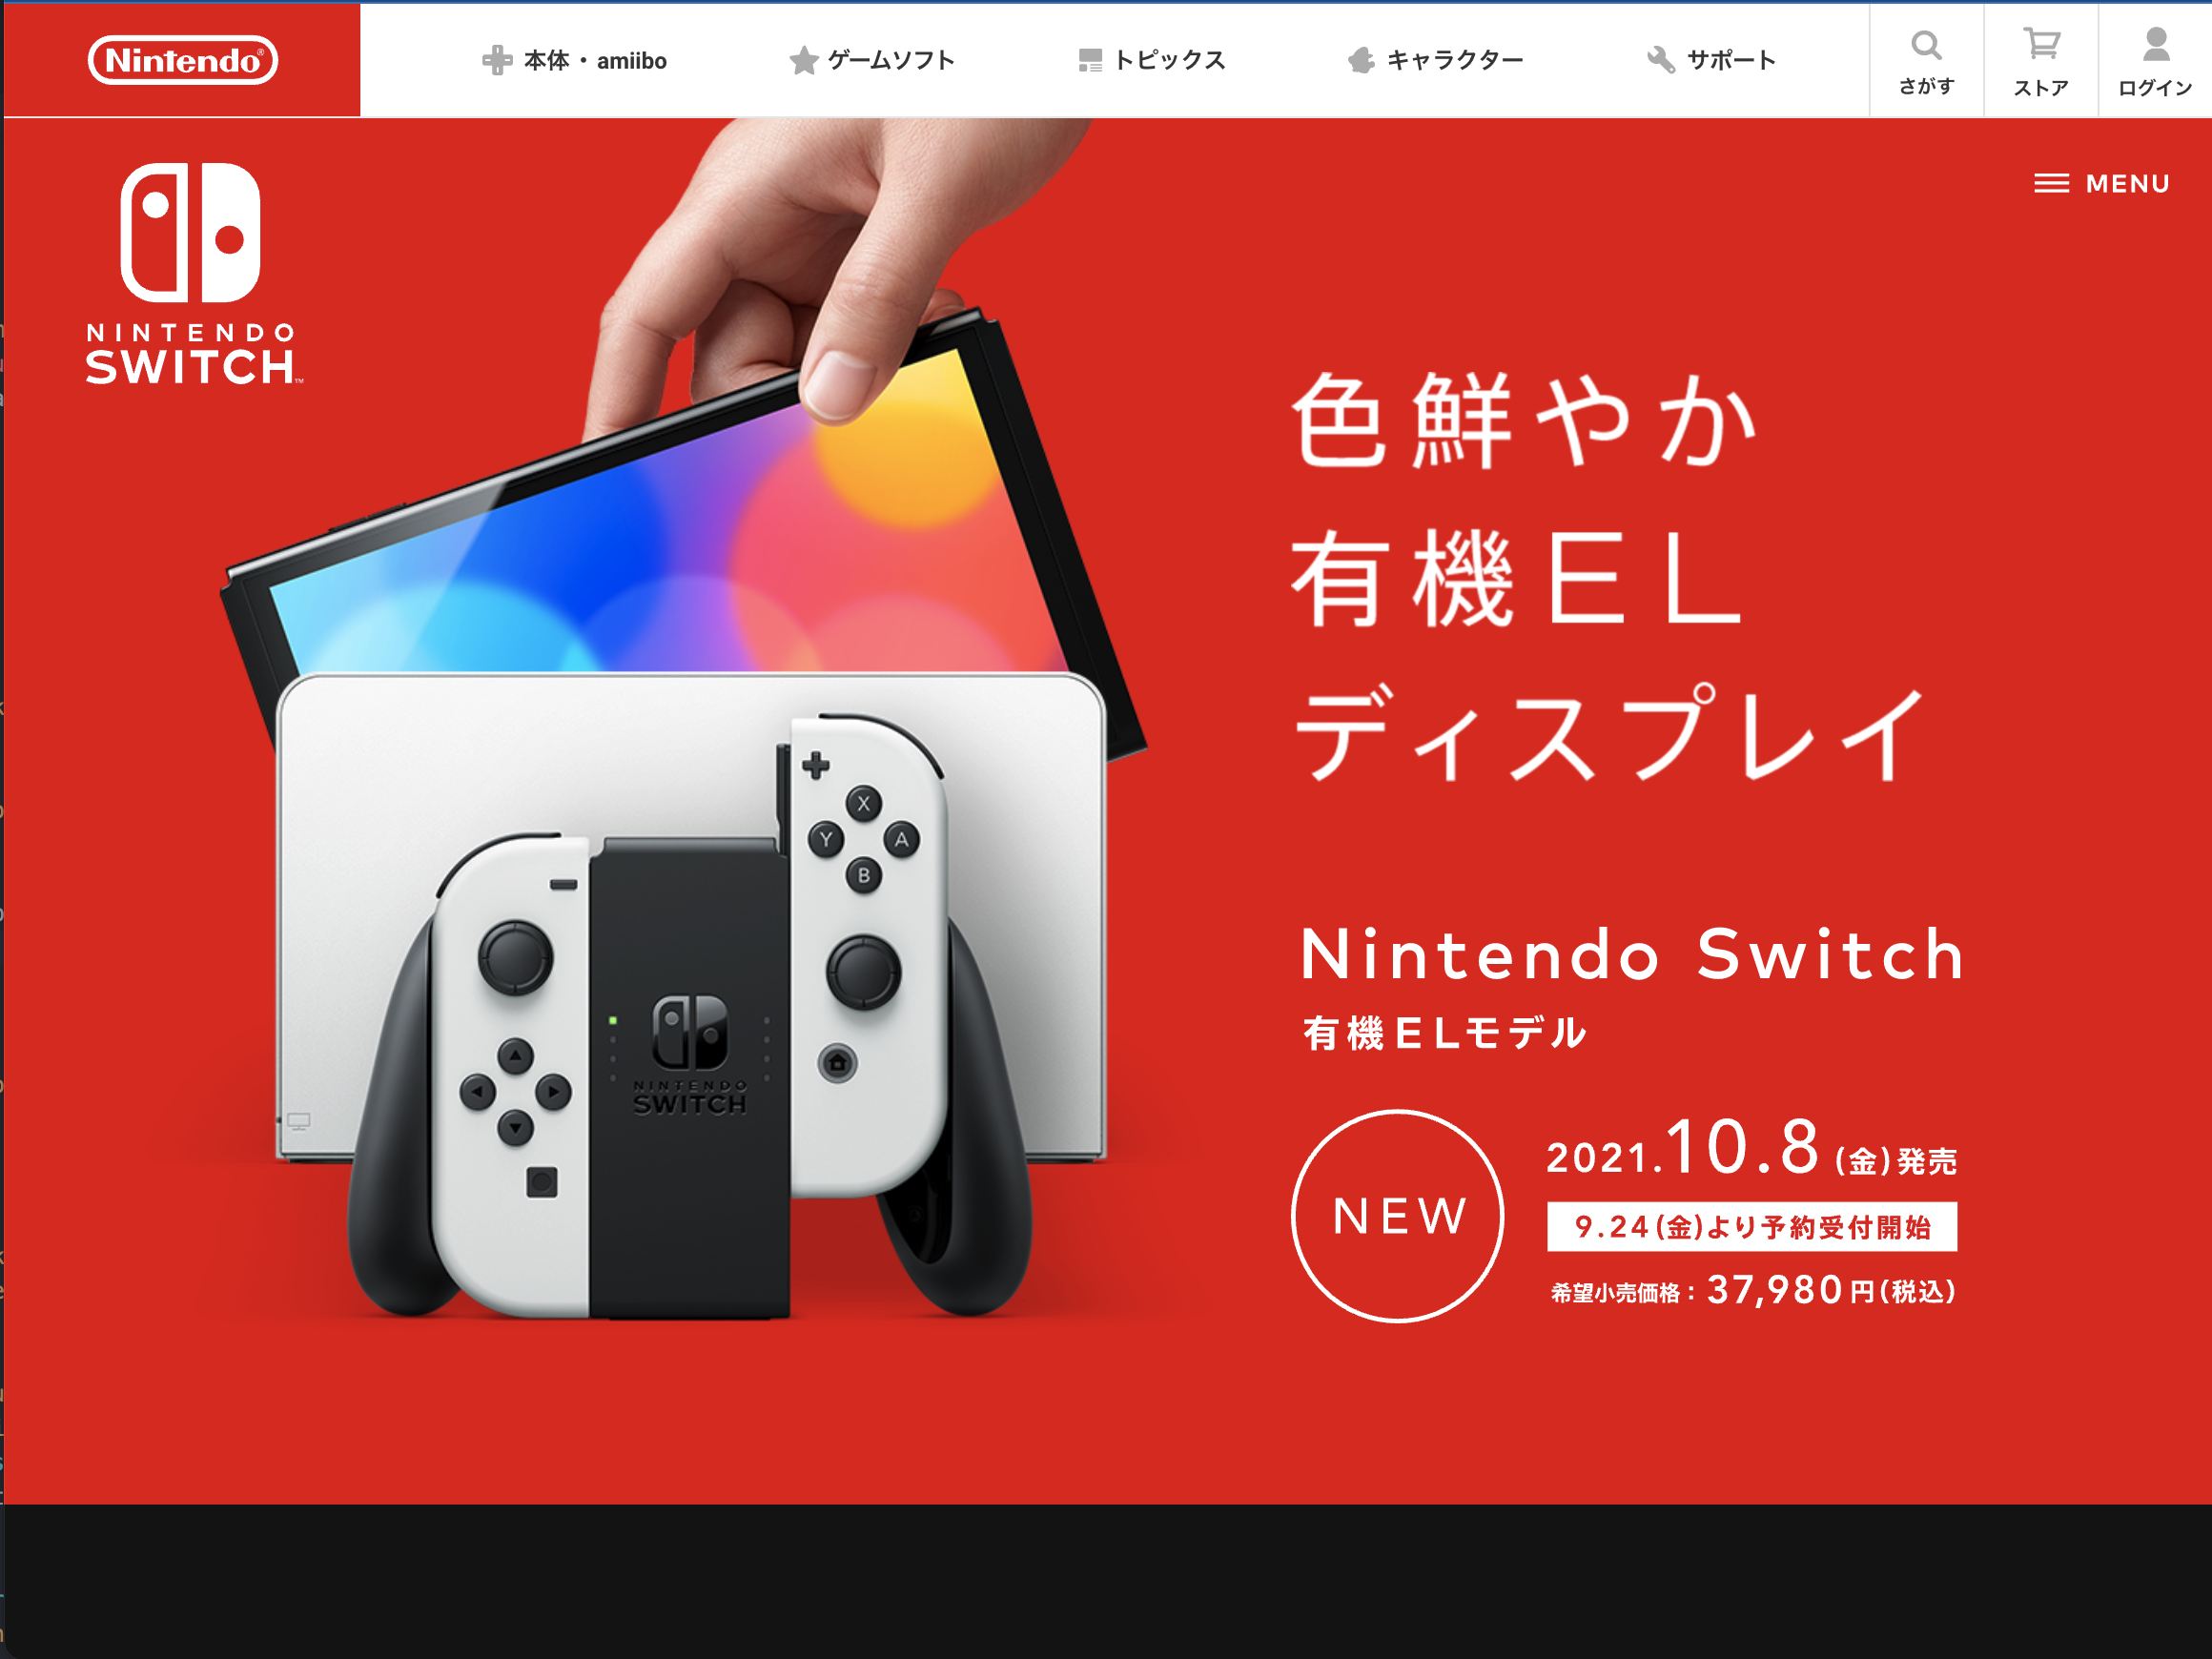 Nintendo®
本体・amiibo
ゲームソフト
トピックス
キャラクター
サポート
さがす
ストア
ログイン
NINTENDO
SWITCH™
MENU
色鮮やか
有機EL
ディスプレイ
X
Y
A
B
NINTENDO
SWITCH
Nintendo Switch
有機ELモデル
NEW
2021.10.8(金)発売
9.24(金)より予約受付開始
希望小売価格:37,980円(税込)